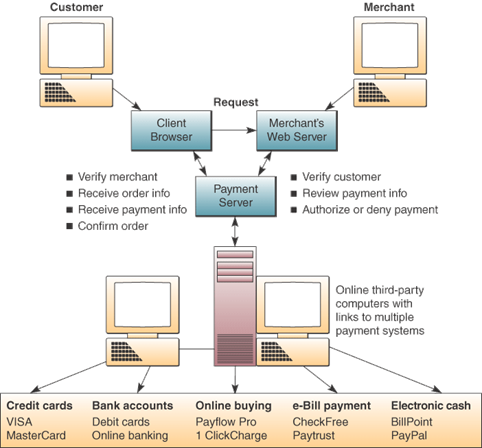 Customer
Merchant
Request
Client
Browser
Merchant's
Web Server
Verify merchant
Receive order info
Receive payment info
Confirm order
Payment
Server
Verify customer
Review payment info
Authorize or deny payment
Online third-party
computers with
links to multiple
payment systems
Credit cards
VISA
MasterCard
Bank accounts
Debit cards
Online banking
Online buying
Payflow Pro
1 ClickCharge
e-Bill payment
CheckFree
Paytrust
Electronic cash
BillPoint
PayPal